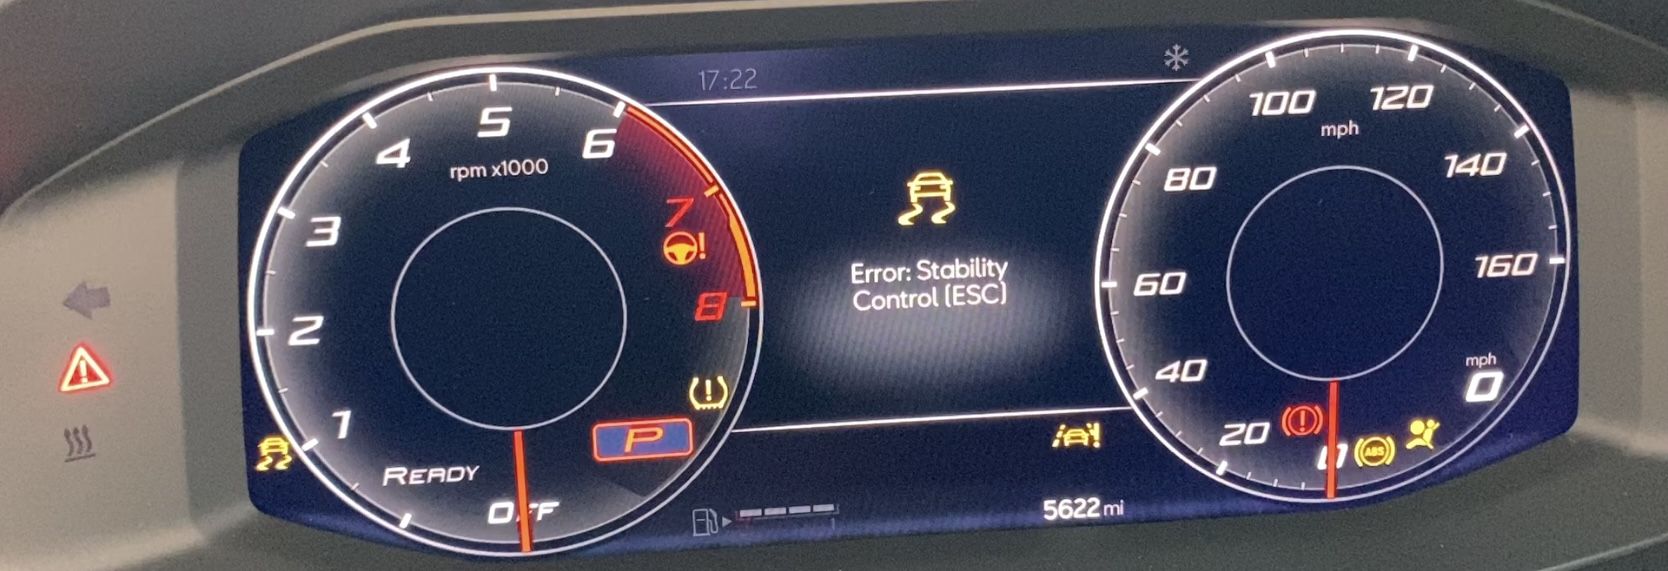 17:22
4
5
6
rpm x1000
3
7
8
2
1
P
READY
OFF
Error: Stability
Control (ESC)
5622 mi
100
120
mph
80
140
60
160
40
mph
0
20
0
ABS